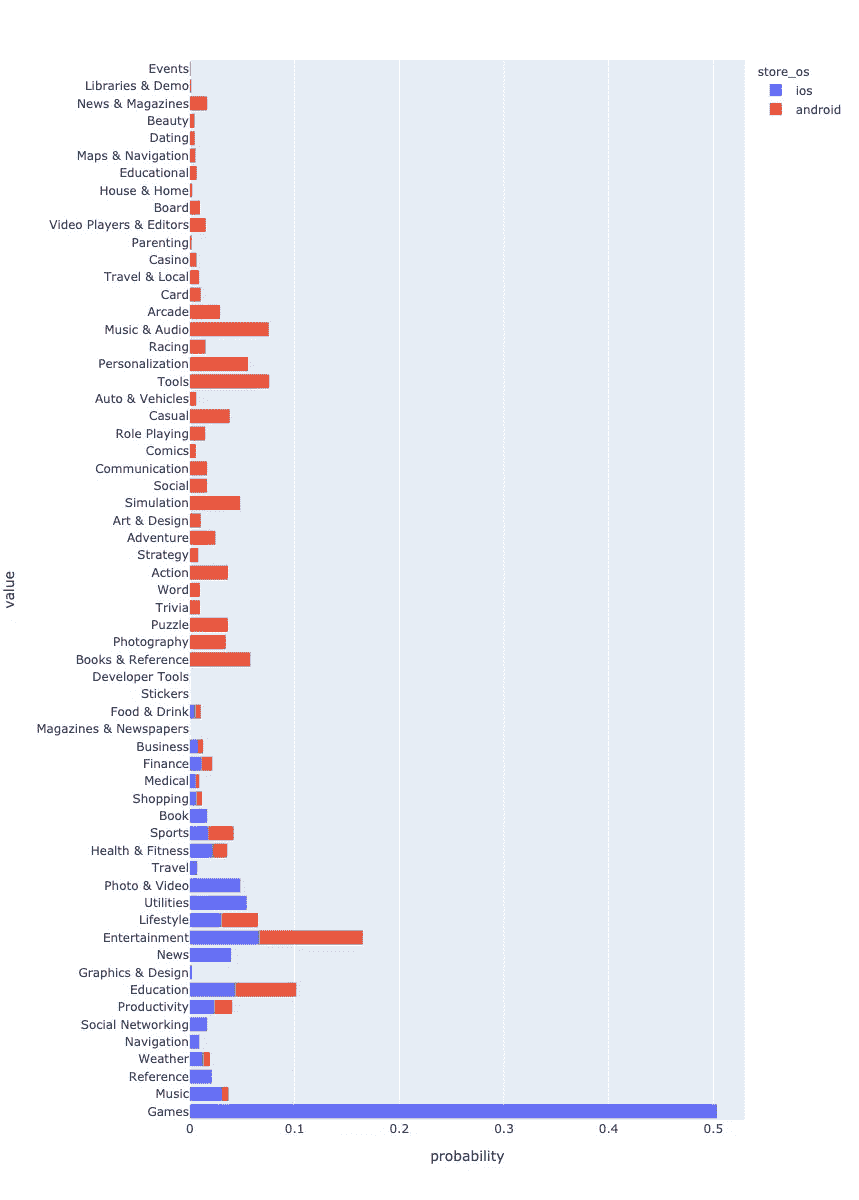 store_os
ios
android
Events
Libraries & Demo
News & Magazines
Beauty
Dating
Maps & Navigation
Educational
House & Home
Board
Video Players & Editors
Parenting
Casino
Travel & Local
Card
Arcade
Music & Audio
Racing
Personalization
Tools
Auto & Vehicles
Casual
Role Playing
Comics
Communication
Social
Simulation
Art & Design
Adventure
Strategy
Action
Word
Trivia
Puzzle
Photography
Books & Reference
Developer Tools
Stickers
Food & Drink
Magazines & Newspapers
Business
Finance
Medical
Shopping
Book
Sports
Health & Fitness
Travel
Photo & Video
Utilities
Lifestyle
Entertainment
News
Graphics & Design
Education
Productivity
Social Networking
Navigation
Weather
Reference
Music
Games
value
0 0.1 0.2 0.3 0.4 0.5
probability